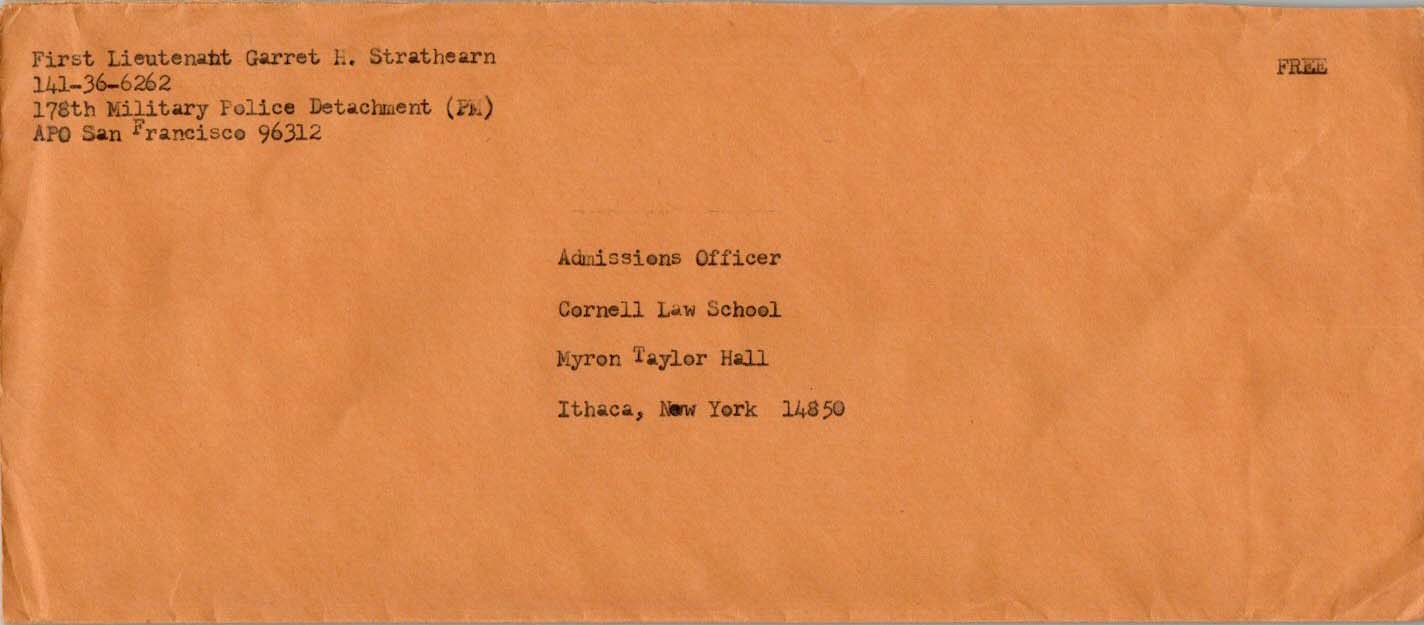 First Lieutenant Garret H. Strathearn
141-36-6262
178th Military Police Detachment (PM)
APO San Francisco 96312
FREE
Admissions Officer
Cornell Law School
Myron Taylor Hall
Ithaca, New York 14850